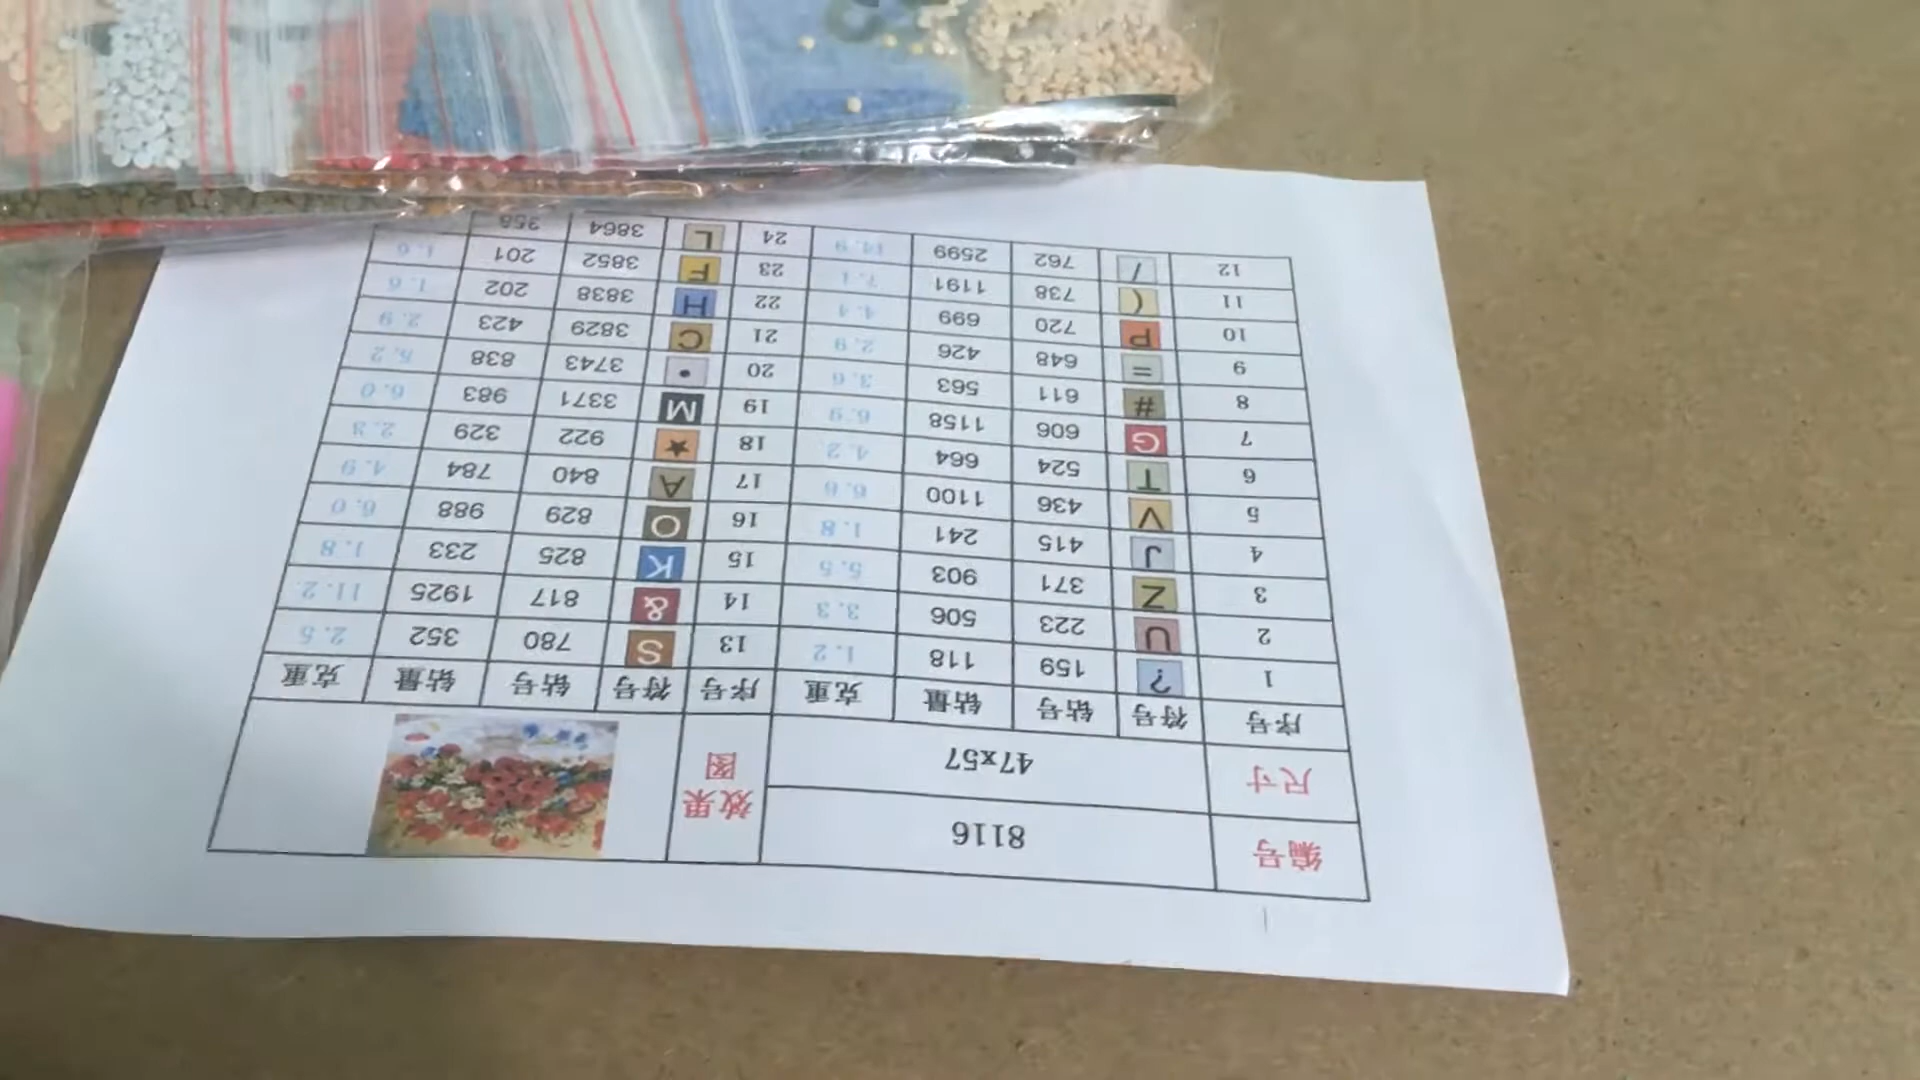 编号 8116 效果图
尺寸 47x57
序号 符号 钻号 钻量 克重 序号 符号 钻号 钻量 克重
1 ? 159 118 1.2 13 S 780 352 2.5
2 U 223 506 3.3 14 & 817 1925 11.2
3 Z 371 903 5.5 15 K 825 233 1.8
4 J 415 241 1.8 16 O 829 988 6.0
5 V 436 1100 6.6 17 A 840 784 4.9
6 T 524 664 4.2 18 ★ 922 329 2.3
7 G 606 1158 6.9 19 M 3371 983 6.0
8 # 611 563 3.6 20 • 3743 838 5.2
9 = 648 426 2.9 21 C 3829 423 2.9
10 P 720 699 4.4 22 H 3838 202 1.6
11 ) 738 1191 7.1 23 F 3852 201 1.6
12 / 762 2599 14.9 24 L 3864 358